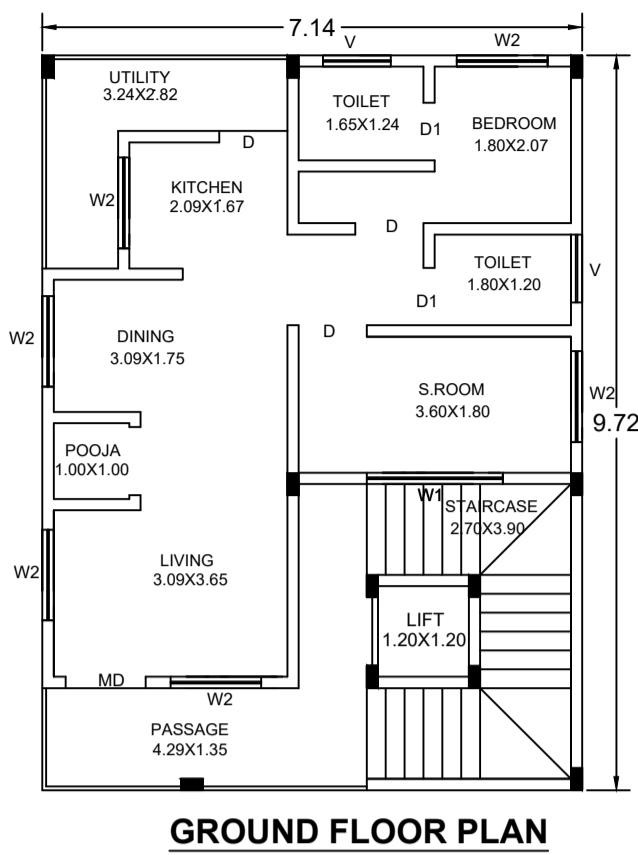 7.14
V
W2
UTILITY
3.24X2.82
TOILET
1.65X1.24
D1
BEDROOM
1.80X2.07
D
KITCHEN
2.09X1.67
W2
D
TOILET
1.80X1.20
V
D1
W2
DINING
3.09X1.75
D
S.ROOM
3.60X1.80
W2
9.72
POOJA
1.00X1.00
W1
STAIRCASE
2.70X3.90
W2
LIVING
3.09X3.65
LIFT
1.20X1.20
MD
W2
PASSAGE
4.29X1.35
GROUND FLOOR PLAN